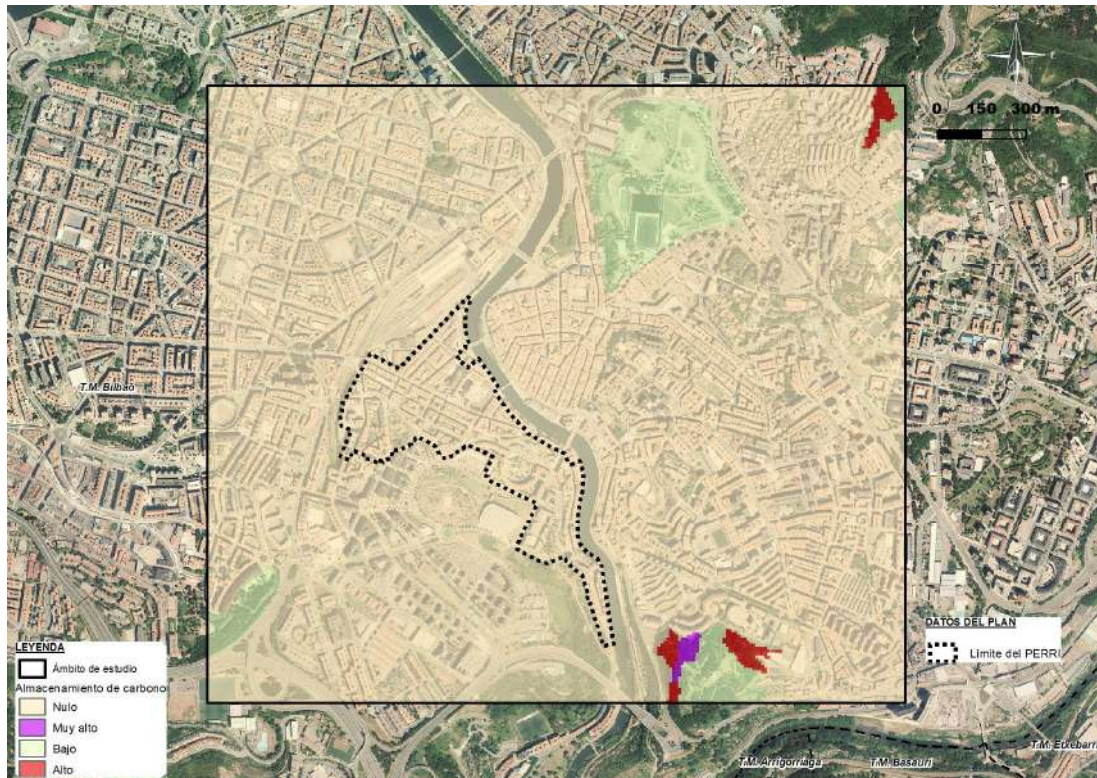 0 150 300 m
T.M. Bilbao
LEYENDA
Ámbito de estudio
Almacenamiento de carbono
Nulo
Muy alto
Bajo
Alto
DATOS DEL PLAN
Límite del PERRI
T.M. Etxebarri
T.M. Arrigorriaga
T.M. Basauri